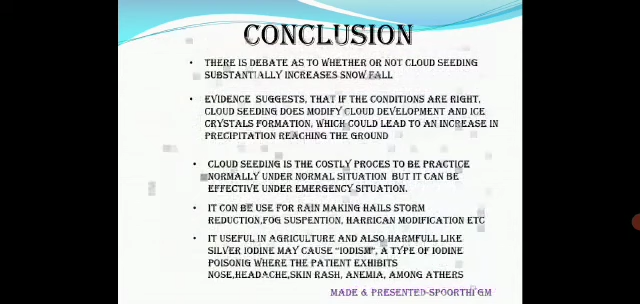 CONCLUSION
• THERE IS DEBATE AS TO WHETHER OR NOT CLOUD SEEDING
SUBSTANTIALLY INCREASES SNOW FALL
• EVIDENCE SUGGESTS, THAT IF THE CONDITIONS ARE RIGHT,
CLOUD SEEDING DOES MODIFY CLOUD DEVELOPMENT AND ICE
CRYSTALS FORMATION, WHICH COULD LEAD TO AN INCREASE IN
PRECIPITATION REACHING THE GROUND
• CLOUD SEEDING IS THE COSTLY PROCES TO BE PRACTICE
NORMALLY UNDER NORMAL SITUATION BUT IT CAN BE
EFFECTIVE UNDER EMERGENCY SITUATION.
• IT CON BE USE FOR RAIN MAKING HAILS STORM
REDUCTION,FOG SUSPENTION, HARRICAN MODIFICATION ETC
• IT USEFUL IN AGRICULTURE AND ALSO HARMFULL LIKE
SILVER IODINE MAY CAUSE "IODISM", A TYPE OF IODINE
POISONIG WHERE THE PATIENT EXHIBITS
NOSE,HEADACHE,SKIN RASH, ANEMIA, AMONG ATHERS
MADE & PRESENTED-SPOORTHI GM